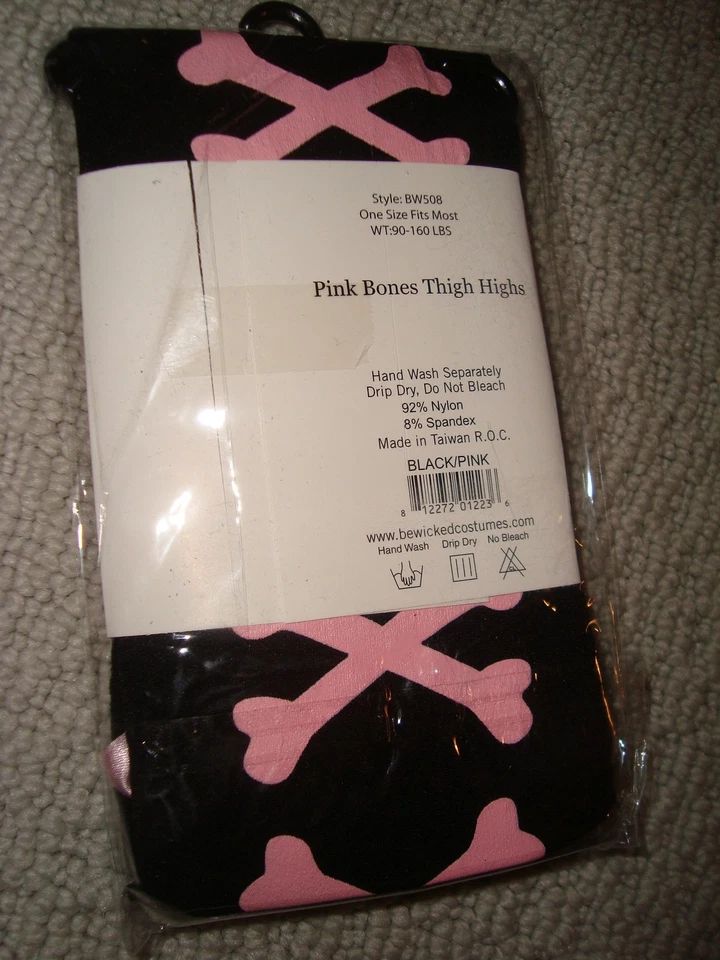 Style: BW508
One Size Fits Most
WT:90-160 LBS
Pink Bones Thigh Highs
Hand Wash Separately
Drip Dry, Do Not Bleach
92% Nylon
8% Spandex
Made in Taiwan R.O.C.
BLACK/PINK
8 12272 01223 6
www.bewickedcostumes.com
Hand Wash Drip Dry No Bleach
CL